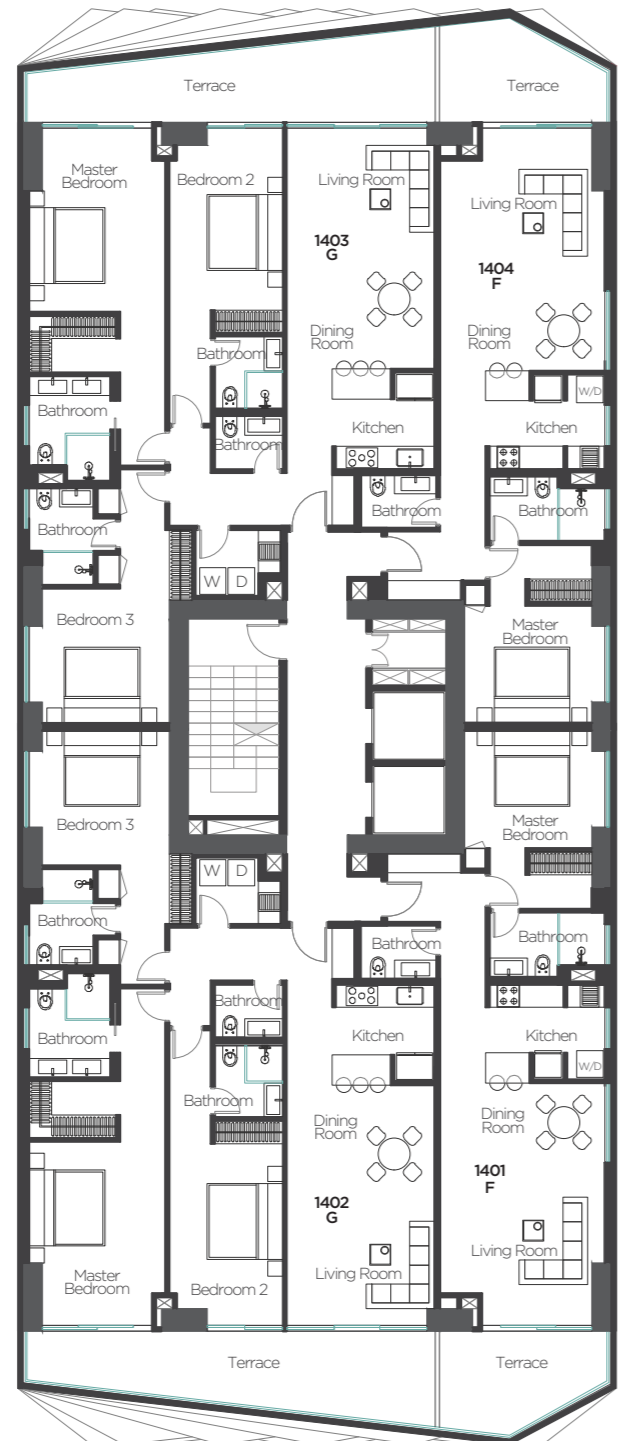 Terrace
Terrace
Master
Bedroom
Bedroom 2
Living Room
Living Room
1403
G
1404
F
Dining
Room
Dining
Room
Bathroom
W/D
Bathroom
Kitchen
Kitchen
Bathroom
Bathroom
Bathroom
Bathroom
W
D
Bedroom 3
Master
Bedroom
Bedroom 3
Master
Bedroom
W
D
Bathroom
Bathroom
Bathroom
Bathroom
Bathroom
Kitchen
Kitchen
W/D
Bathroom
Dining
Room
Dining
Room
1401
F
1402
G
Living Room
Living Room
Master
Bedroom
Bedroom 2
Terrace
Terrace